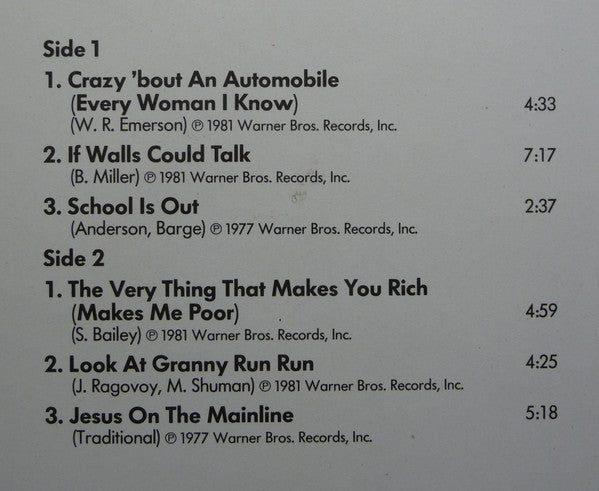 Side 1
1. Crazy 'bout An Automobile
(Every Woman I Know) 4:33
(W. R. Emerson) ℗ 1981 Warner Bros. Records, Inc.
2. If Walls Could Talk 7:17
(B. Miller) ℗ 1981 Warner Bros. Records, Inc.
3. School Is Out 2:37
(Anderson, Barge) ℗ 1977 Warner Bros. Records, Inc.
Side 2
1. The Very Thing That Makes You Rich
(Makes Me Poor) 4:59
(S. Bailey) ℗ 1981 Warner Bros. Records, Inc.
2. Look At Granny Run Run 4:25
(J. Ragovoy, M. Shuman) ℗ 1981 Warner Bros. Records, Inc.
3. Jesus On The Mainline 5:18
(Traditional) ℗ 1977 Warner Bros. Records, Inc.